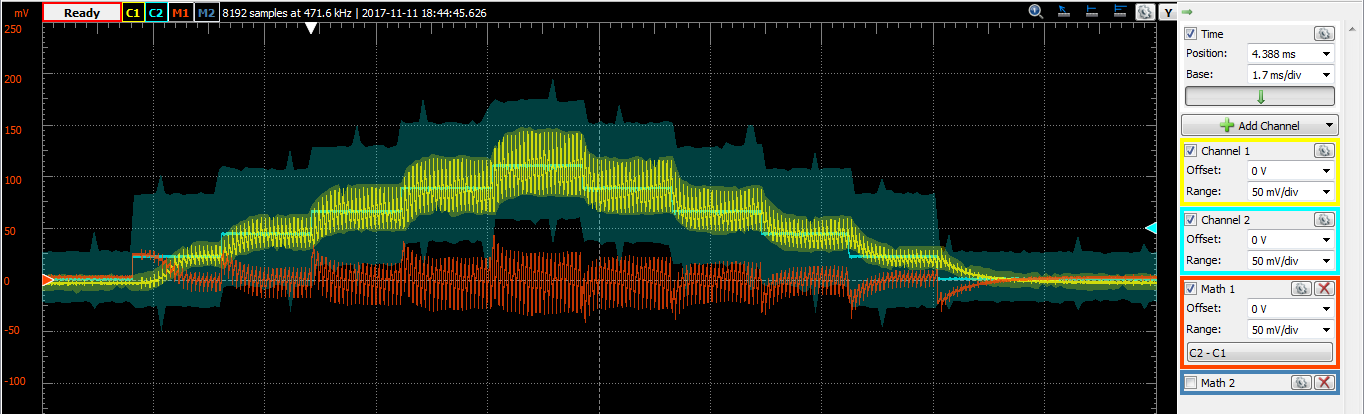 mV Ready C1 C2 M1 M2 8192 samples at 471.6 kHz | 2017-11-11 18:44:45.626 Y
250
200
150
100
50
0
-50
-100
Time
Position: 4.388 ms
Base: 1.7 ms/div
Add Channel
Channel 1
Offset: 0 V
Range: 50 mV/div
Channel 2
Offset: 0 V
Range: 50 mV/div
Math 1
Offset: 0 V
Range: 50 mV/div
C2 - C1
Math 2